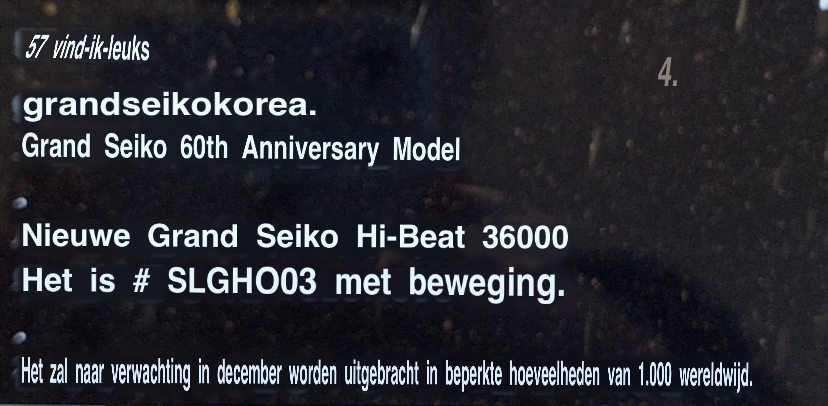 57 vind-ik-leuks
4.
grandseikokorea.
Grand Seiko 60th Anniversary Model
Nieuwe Grand Seiko Hi-Beat 36000
Het is # SLGHO03 met beweging.
Het zal naar verwachting in december worden uitgebracht in beperkte hoeveelheden van 1.000 wereldwijd.